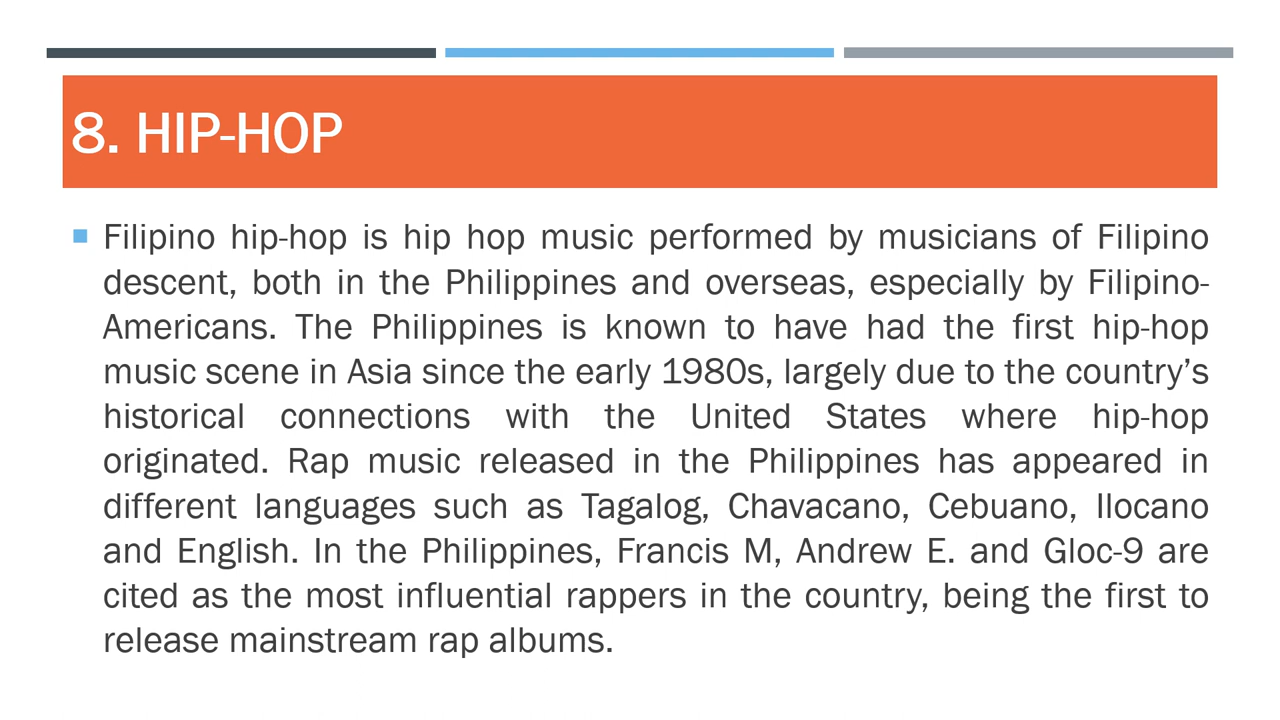 8. HIP-HOP
Filipino hip-hop is hip hop music performed by musicians of Filipino
descent, both in the Philippines and overseas, especially by Filipino-
Americans. The Philippines is known to have had the first hip-hop
music scene in Asia since the early 1980s, largely due to the country’s
historical connections with the United States where hip-hop
originated. Rap music released in the Philippines has appeared in
different languages such as Tagalog, Chavacano, Cebuano, Ilocano
and English. In the Philippines, Francis M, Andrew E. and Gloc-9 are
cited as the most influential rappers in the country, being the first to
release mainstream rap albums.